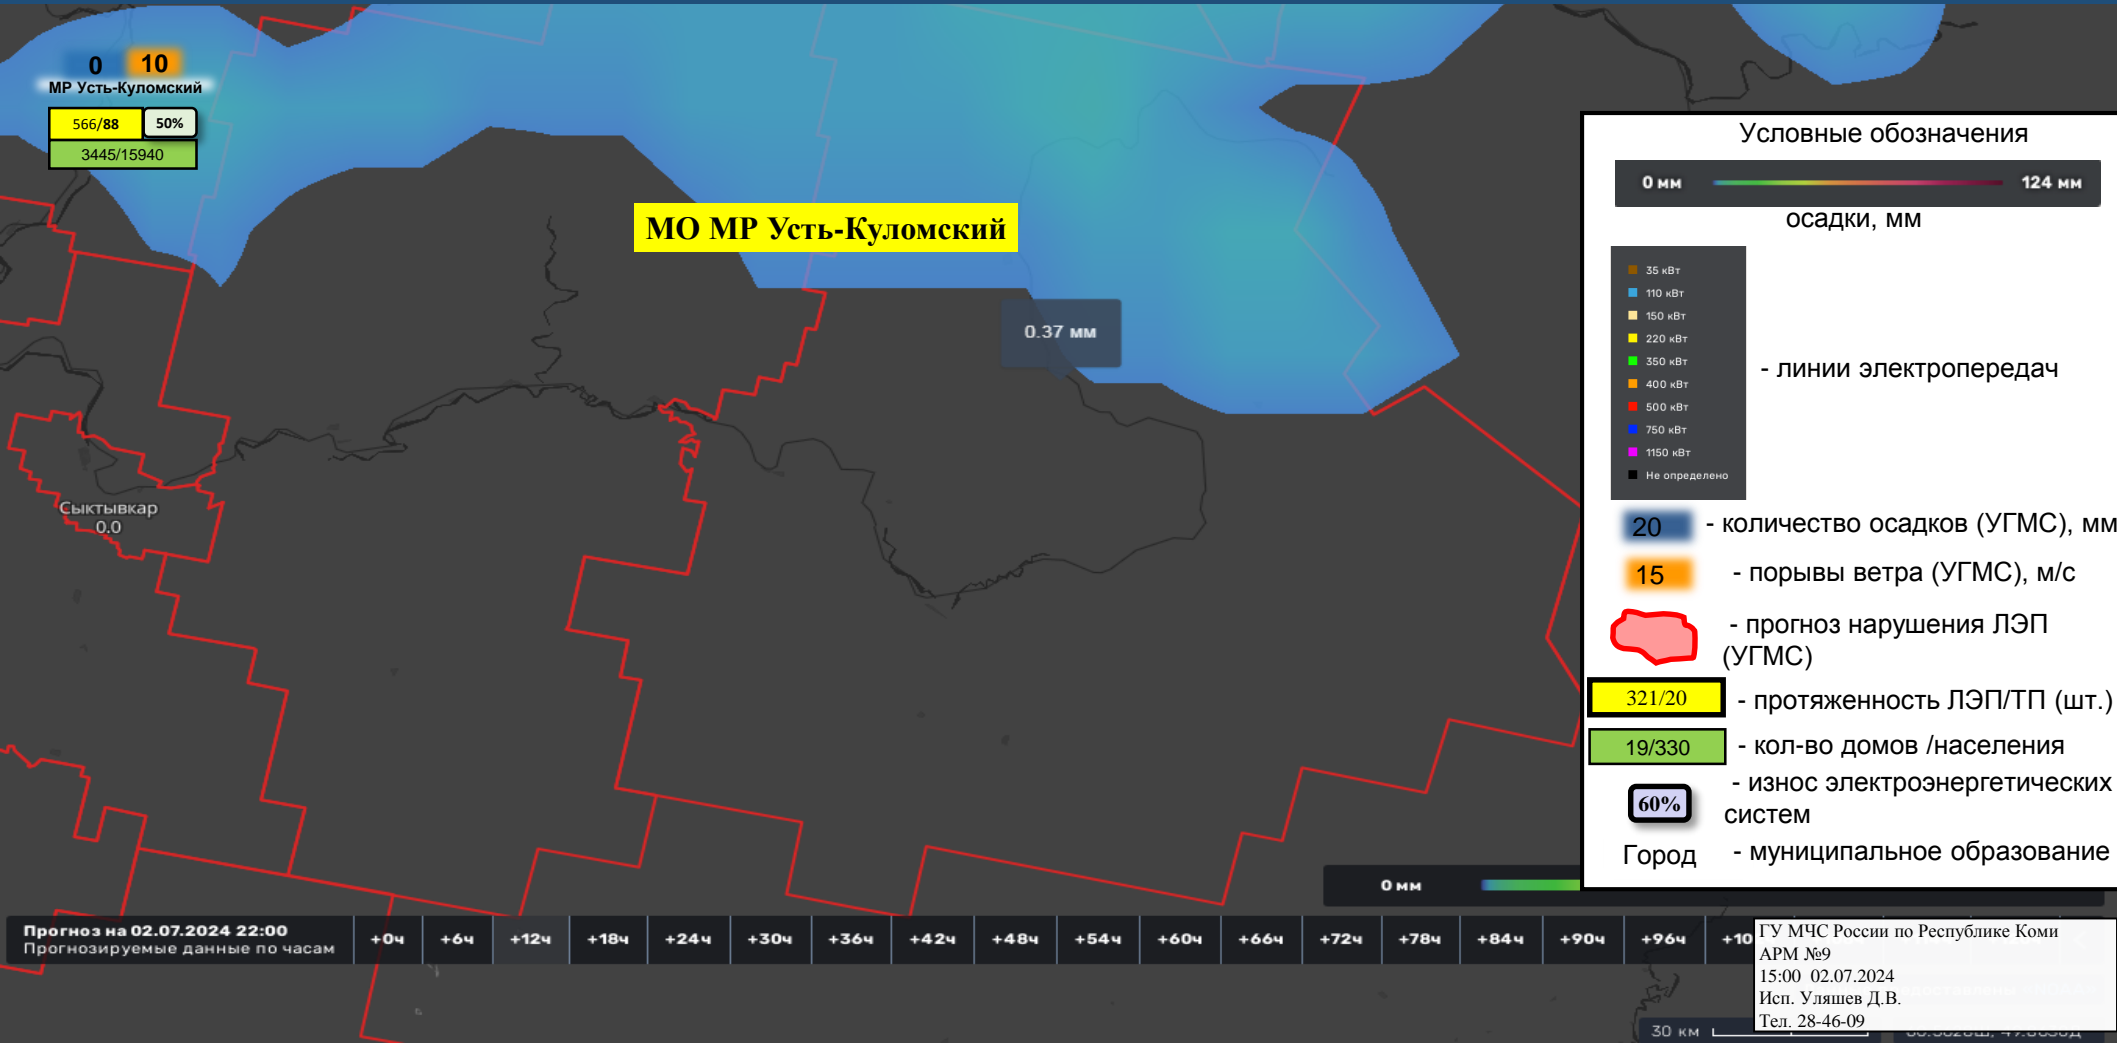 0 10
МР Усть-Куломский
566/88 50%
3445/15940
МО МР Усть-Куломский
0.37 мм
Сыктывкар
0.0
Условные обозначения
0 мм 124 мм
осадки, мм
35 кВт
110 кВт
150 кВт
220 кВт
350 кВт
400 кВт
500 кВт
750 кВт
1150 кВт
Не определено
- линии электропередач
20 - количество осадков (УГМС), мм
15 - порывы ветра (УГМС), м/с
- прогноз нарушения ЛЭП
(УГМС)
321/20 - протяженность ЛЭП/ТП (шт.)
19/330 - кол-во домов /населения
- износ электроэнергетических
60%
систем
Город - муниципальное образование
0 мм
Прогноз на 02.07.2024 22:00
Прогнозируемые данные по часам
+0ч +6ч +12ч +18ч +24ч +30ч +36ч +42ч +48ч +54ч +60ч +66ч +72ч +78ч +84ч +90ч +96ч +10
ГУ МЧС России по Республике Коми
АРМ №9
15:00 02.07.2024
Исп. Уляшев Д.В.
Тел. 28-46-09
30 км